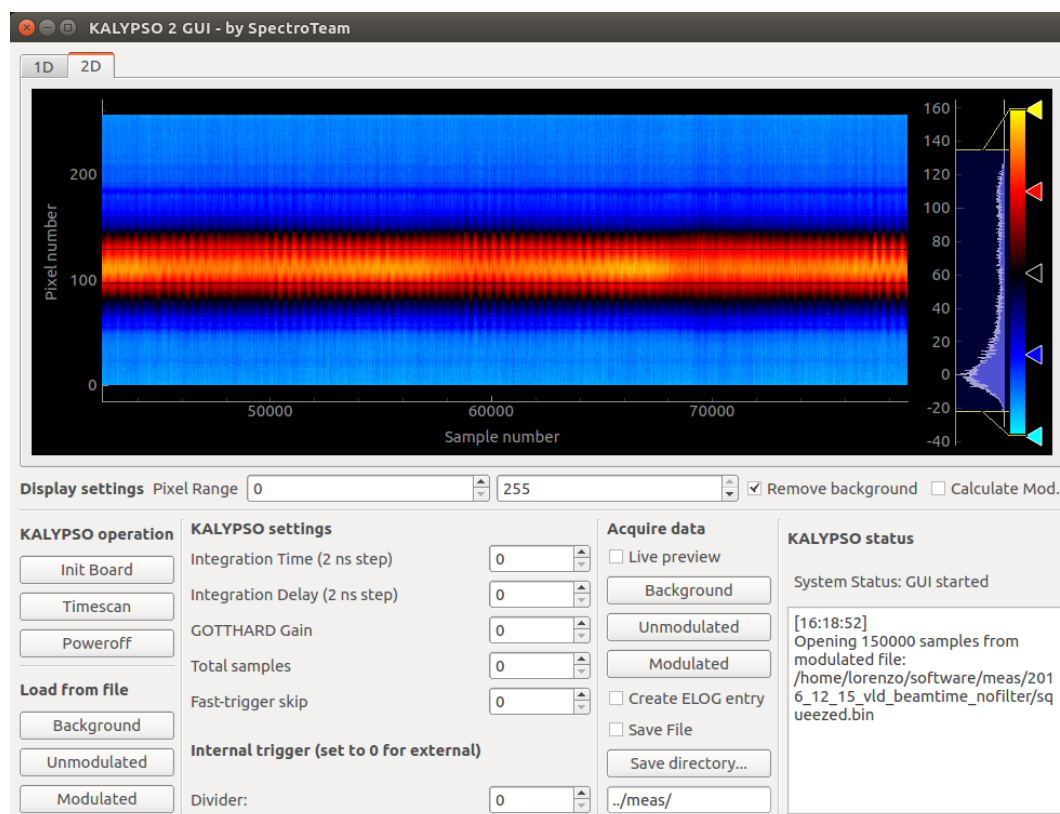 KALYPSO 2 GUI - by SpectroTeam
1D 2D
200
100
0
Pixel number
50000 60000 70000
Sample number
160
140
120
100
80
60
40
20
0
-20
-40
Display settings Pixel Range 0 255 Remove background Calculate Mod.
KALYPSO operation
Init Board
Timescan
Poweroff
Load from file
Background
Unmodulated
Modulated
KALYPSO settings
Integration Time (2 ns step) 0
Integration Delay (2 ns step) 0
GOTTHARD Gain 0
Total samples 0
Fast-trigger skip 0
Internal trigger (set to 0 for external)
Divider: 0
Acquire data
Live preview
Background
Unmodulated
Modulated
Create ELOG entry
Save File
Save directory...
../meas/
KALYPSO status
System Status: GUI started
[16:18:52]
Opening 150000 samples from
modulated file:
/home/lorenzo/software/meas/201
6_12_15_vld_beamtime_nofilter/sq
ueezed.bin